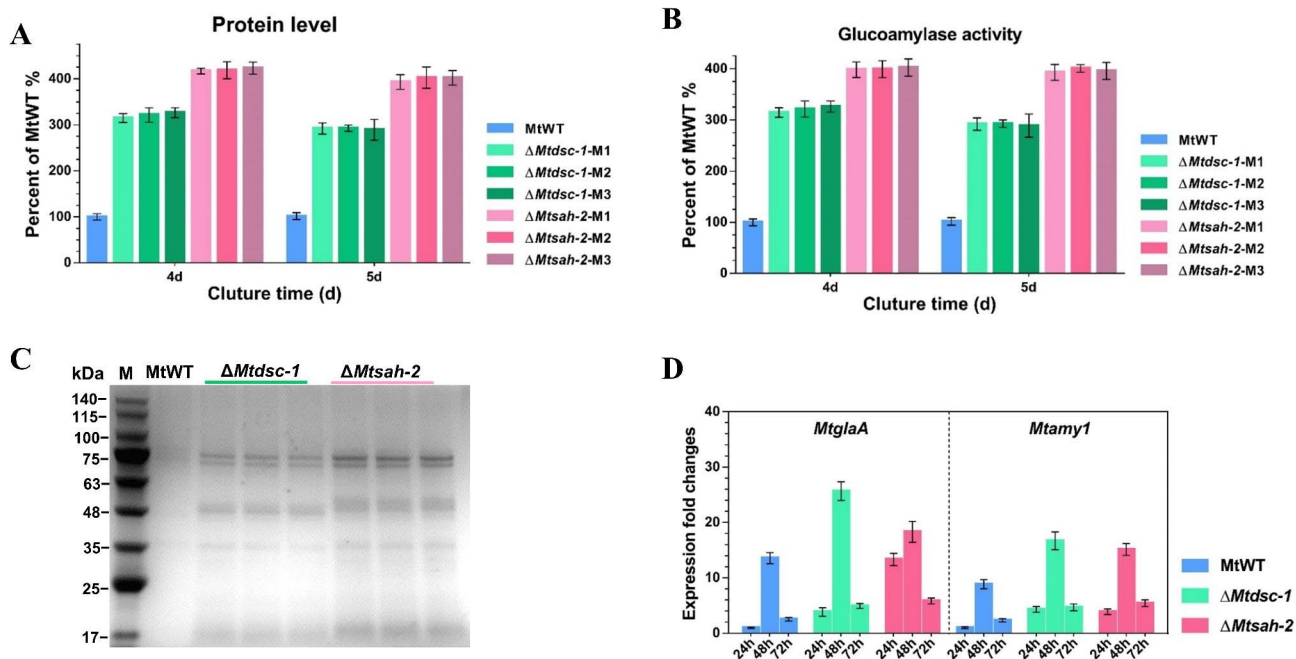 A
Protein level
Percent of MtWT %
400
300
200
100
0
4d
5d
Cluture time (d)
MtWT
ΔMtdsc-1-M1
ΔMtdsc-1-M2
ΔMtdsc-1-M3
ΔMtsah-2-M1
ΔMtsah-2-M2
ΔMtsah-2-M3
B
Glucoamylase activity
Percent of MtWT %
400
300
200
100
0
4d
5d
Cluture time (d)
MtWT
ΔMtdsc-1-M1
ΔMtdsc-1-M2
ΔMtdsc-1-M3
ΔMtsah-2-M1
ΔMtsah-2-M2
ΔMtsah-2-M3
C
kDa M MtWT ΔMtdsc-1 ΔMtsah-2
140
115
100
75
63
48
35
25
17
D
Expression fold changes
40
30
20
10
0
MtglaA
Mtamy1
24h 48h 72h 24h 48h 72h 24h 48h 72h 24h 48h 72h 24h 48h 72h 24h 48h 72h
MtWT
ΔMtdsc-1
ΔMtsah-2